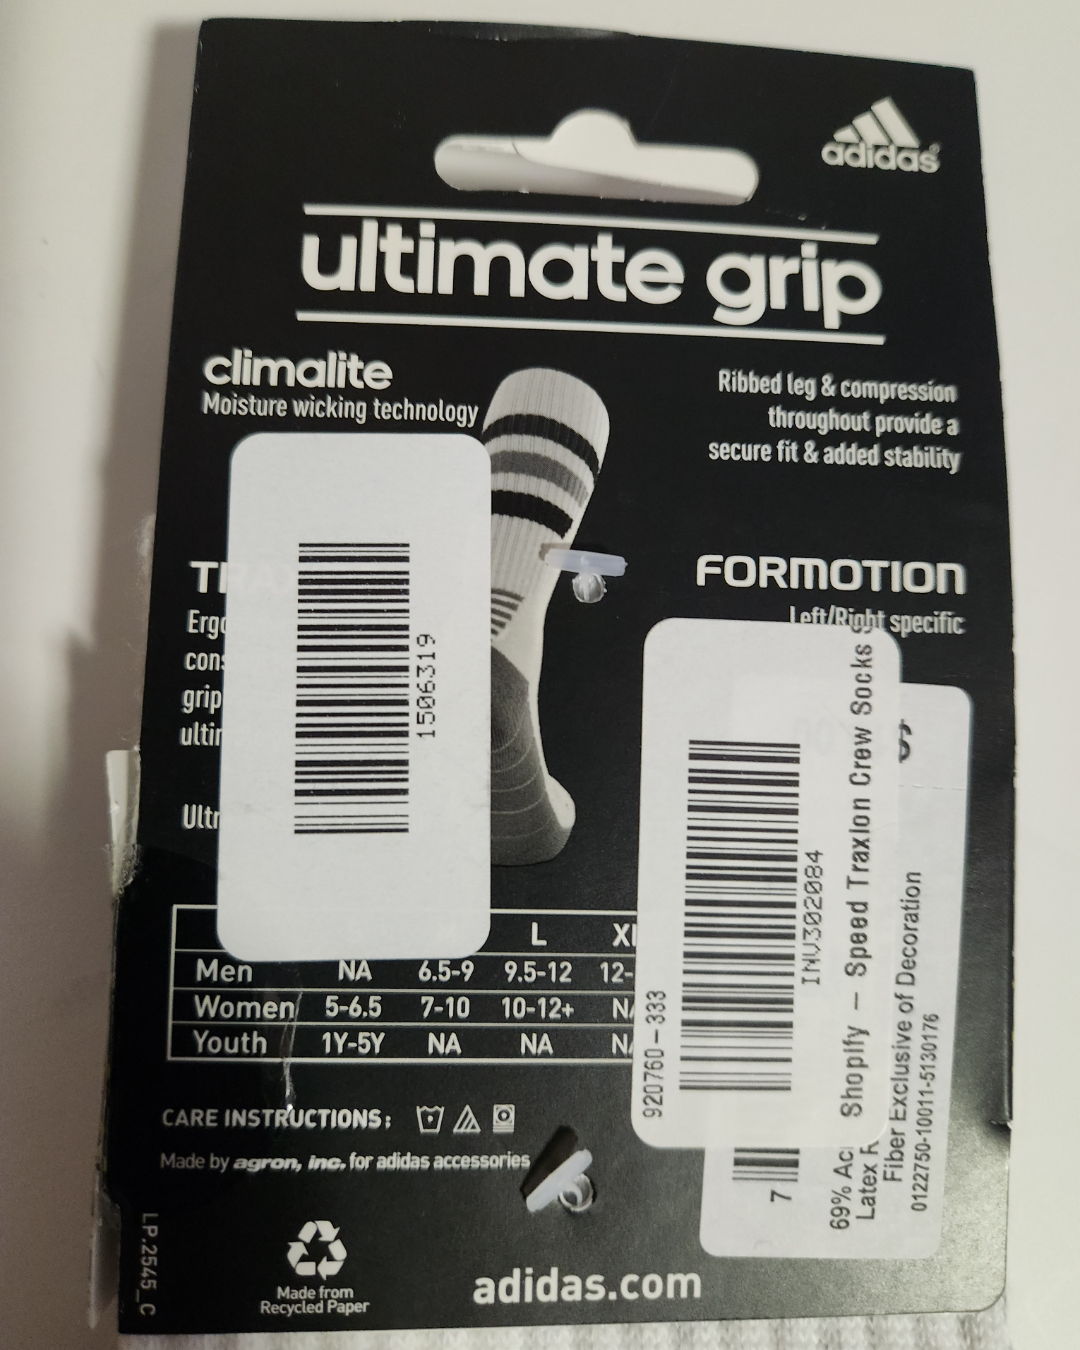 adidas
ultimate grip
climalite
Moisture wicking technology
Ribbed leg & compression
throughout provide a
secure fit & added stability
FORMOTION
Left/Right specific
1506319
L
Men NA 6.5-9 9.5-12 12-
Women 5-6.5 7-10 10-12+
Youth 1Y-5Y NA NA
920760-333
INV302084
Shopify - Speed Traxion Crew Socks
7
69%
Latex
Fiber Exclusive of Decoration
0122750-10011-5130176
CARE INSTRUCTIONS:
Made by agron, inc. for adidas accessories
LP.2545_C
Made from
Recycled Paper
adidas.com